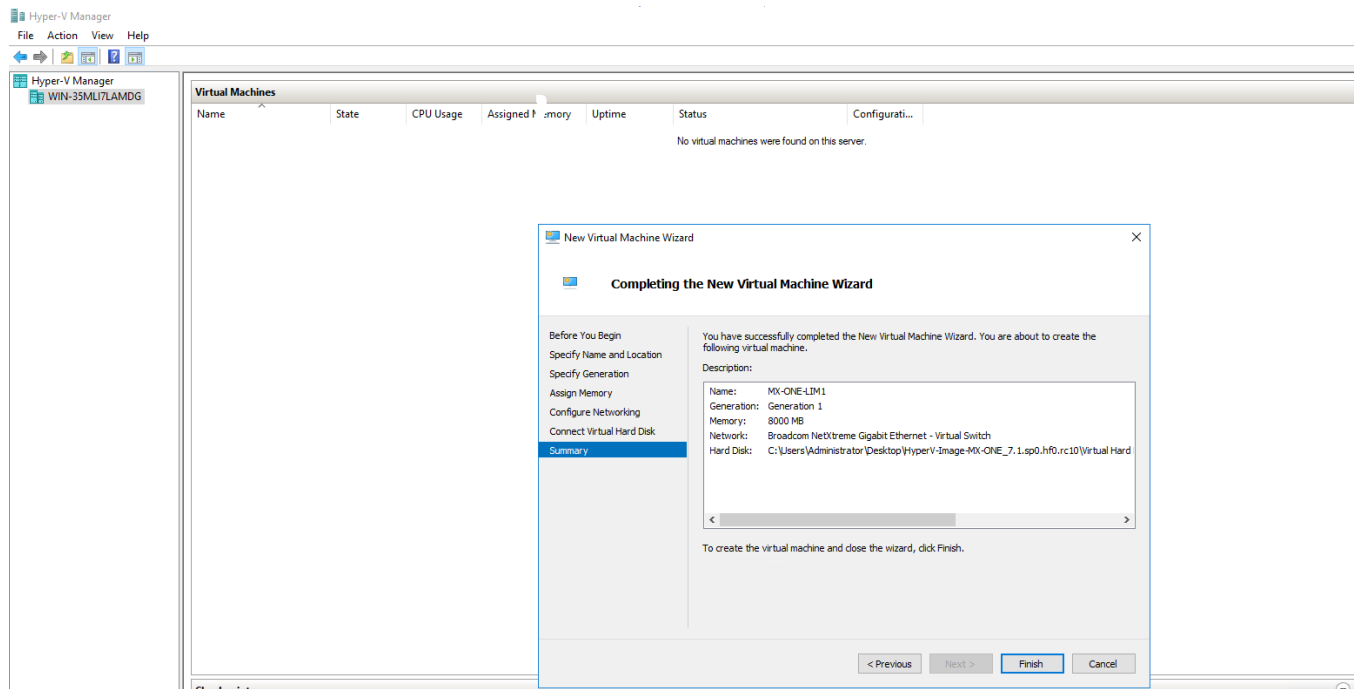 Hyper-V Manager
File Action View Help
Hyper-V Manager
WIN-35MLI7LAMDG
Virtual Machines
Name State CPU Usage Assigned Uptime Status Configurati...
No virtual machines were found on this server.
New Virtual Machine Wizard
Completing the New Virtual Machine Wizard
Before You Begin
Specify Name and Location
Specify Generation
Assign Memory
Configure Networking
Connect Virtual Hard Disk
Summary
You have successfully completed the New Virtual Machine Wizard. You are about to create the
following virtual machine.
Description:
Name: MX-ONE-LIM1
Generation: Generation 1
Memory: 8000 MB
Network: Broadcom NetXtreme Gigabit Ethernet - Virtual Switch
Hard Disk: C:\Users\Administrator\Desktop\HyperV-Image-MX-ONE_7.1.sp0.hf0.rc10\Virtual Hard
To create the virtual machine and close the wizard, click Finish.
< Previous Next > Finish Cancel